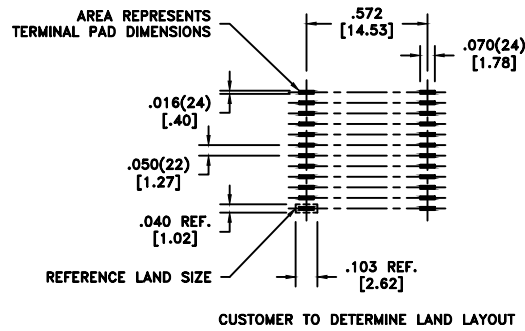 AREA REPRESENTS
TERMINAL PAD DIMENSIONS
.572
[14.53]
.070(24)
[1.78]
.016(24)
[.40]
.050(22)
[1.27]
.040 REF.
[1.02]
REFERENCE LAND SIZE
.103 REF.
[2.62]
CUSTOMER TO DETERMINE LAND LAYOUT